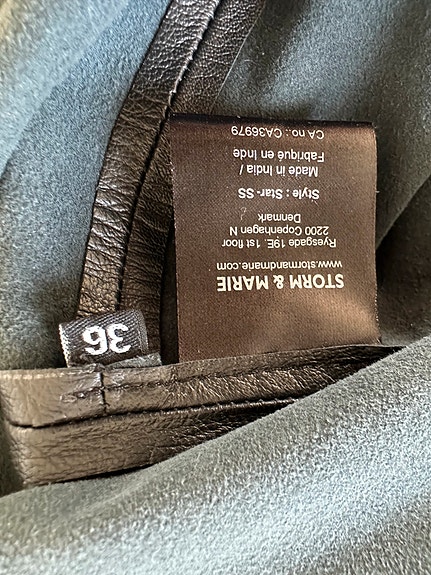 STORM & MARIE
www.stormandmarie.com
Ryesgade 19E. 1st floor
2200 Copenhagen N
Denmark
Style : Star-SS
Made in India /
Fabriqué en Inde
CA no.: CA36979
36